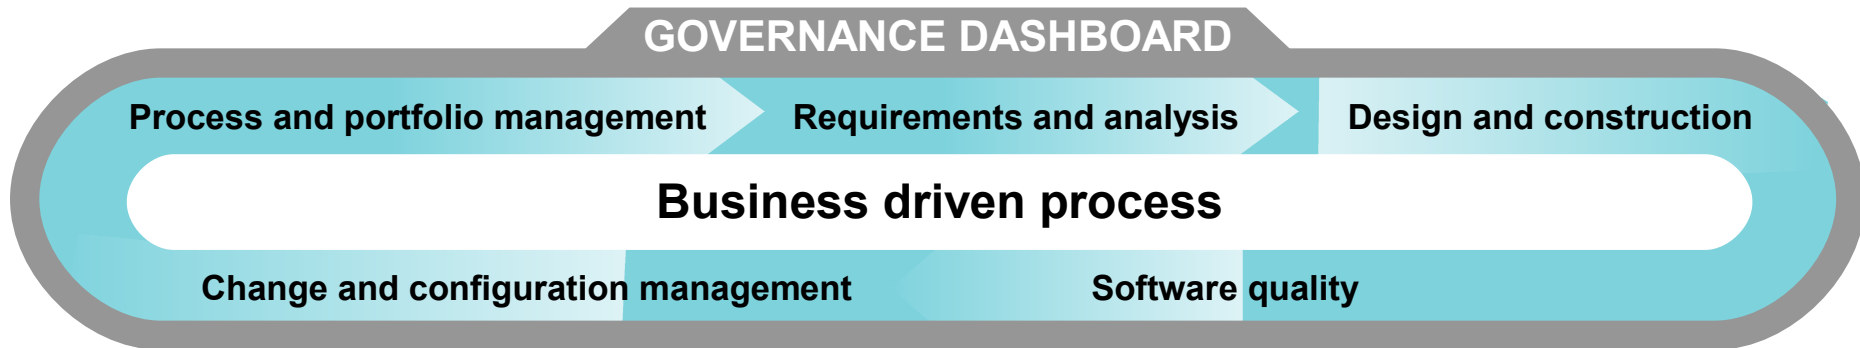 GOVERNANCE DASHBOARD
Process and portfolio management
Requirements and analysis
Design and construction
Business driven process
Change and configuration management
Software quality